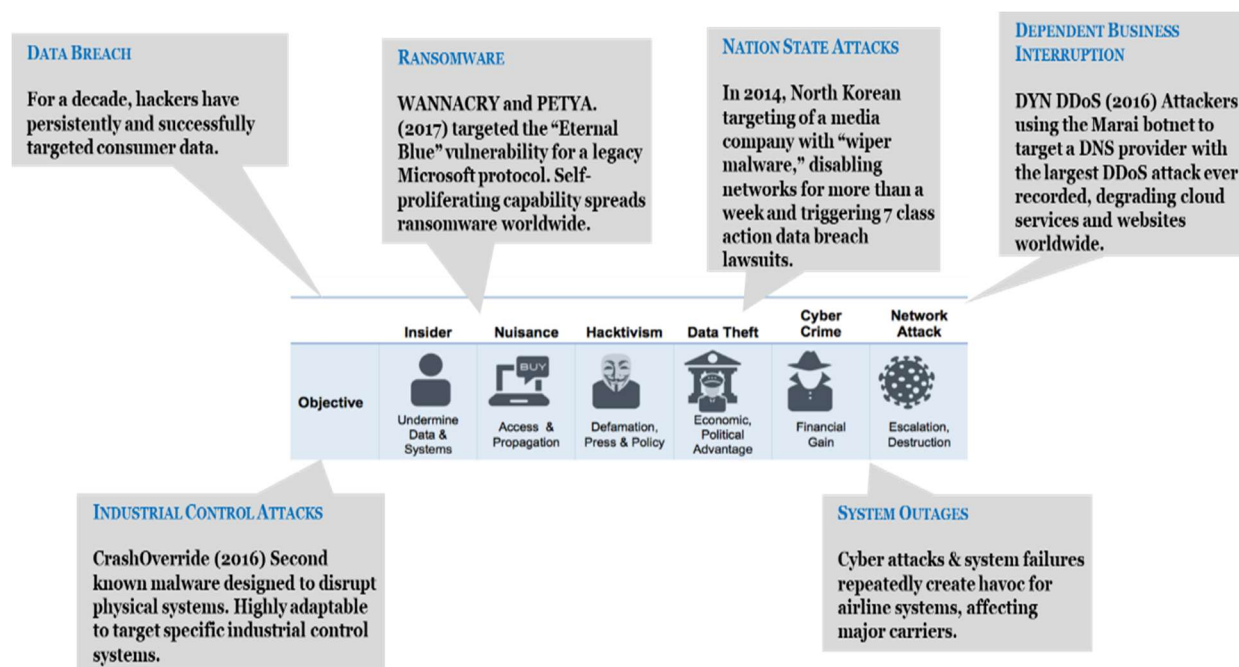 DATA BREACH
For a decade, hackers have
persistently and successfully
targeted consumer data.
RANSOMWARE
WANNACRY and PETYA.
(2017) targeted the “Eternal
Blue” vulnerability for a legacy
Microsoft protocol. Self-
proliferating capability spreads
ransomware worldwide.
NATION STATE ATTACKS
In 2014, North Korean
targeting of a media
company with “wiper
malware,” disabling
networks for more than a
week and triggering 7 class
action data breach
lawsuits.
DEPENDENT BUSINESS
INTERRUPTION
DYN DDoS (2016) Attackers
using the Marai botnet to
target a DNS provider with
the largest DDoS attack ever
recorded, degrading cloud
services and websites
worldwide.
Insider
Nuisance
Hacktivism
Data Theft
Cyber
Crime
Network
Attack
Objective
BUY
Undermine
Data &
Systems
Access &
Propagation
Defamation,
Press & Policy
Economic,
Political
Advantage
Financial
Gain
Escalation,
Destruction
INDUSTRIAL CONTROL ATTACKS
CrashOverride (2016) Second
known malware designed to disrupt
physical systems. Highly adaptable
to target specific industrial control
systems.
SYSTEM OUTAGES
Cyber attacks & system failures
repeatedly create havoc for
airline systems, affecting
major carriers.